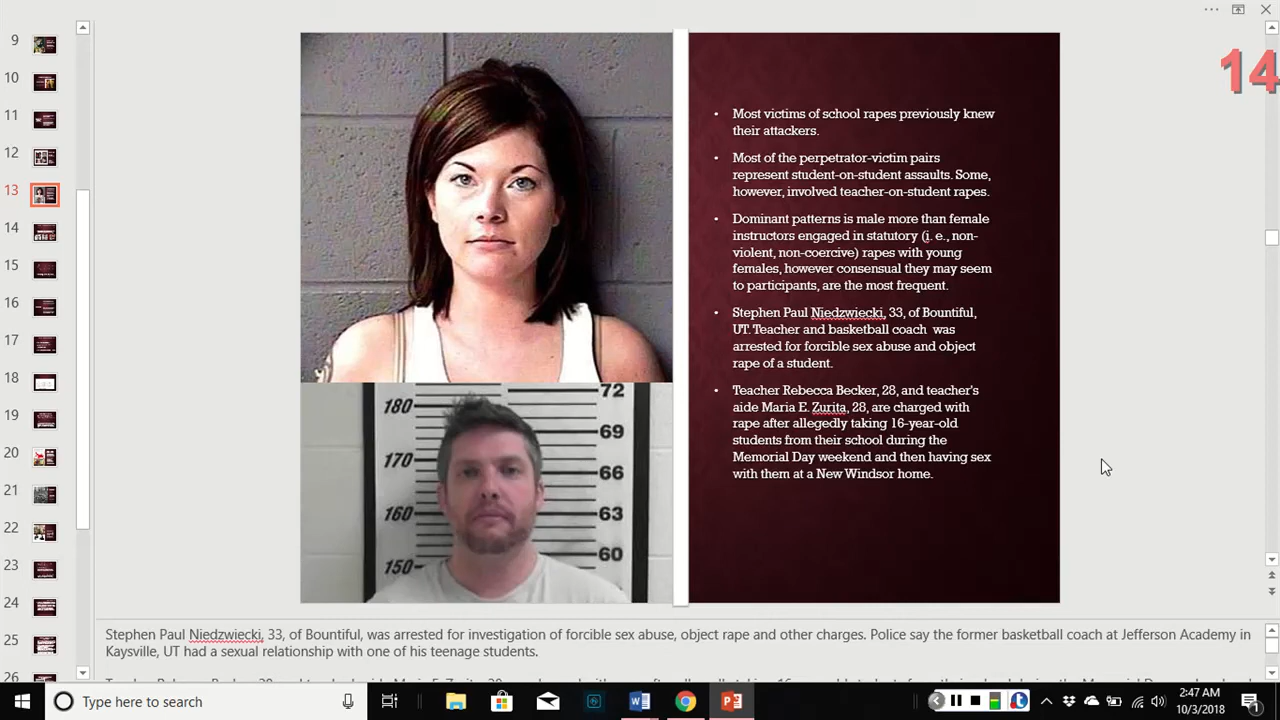 14
9
10
11
12
13
14
15
16
17
18
19
20
21
22
23
24
25
26
• Most victims of school rapes previously knew
their attackers.
• Most of the perpetrator-victim pairs
represent student-on-student assaults. Some,
however, involved teacher-on-student rapes.
• Dominant patterns is male more than female
instructors engaged in statutory (i. e., non-
violent, non-coercive) rapes with young
females, however consensual they may seem
to participants, are the most frequent.
• Stephen Paul Niedzwiecki, 33, of Bountiful,
UT. Teacher and basketball coach was
arrested for forcible sex abuse and object
rape of a student.
• Teacher Rebecca Becker, 28, and teacher's
aide Maria E. Zurita, 28, are charged with
rape after allegedly taking 16-year-old
students from their school during the
Memorial Day weekend and then having sex
with them at a New Windsor home.
180
170
160
150
72
69
66
63
60
Stephen Paul Niedzwiecki, 33, of Bountiful, was arrested for investigation of forcible sex abuse, object rape and other charges. Police say the former basketball coach at Jefferson Academy in
Kaysville, UT had a sexual relationship with one of his teenage students.
Type here to search
2:47 AM
10/3/2018